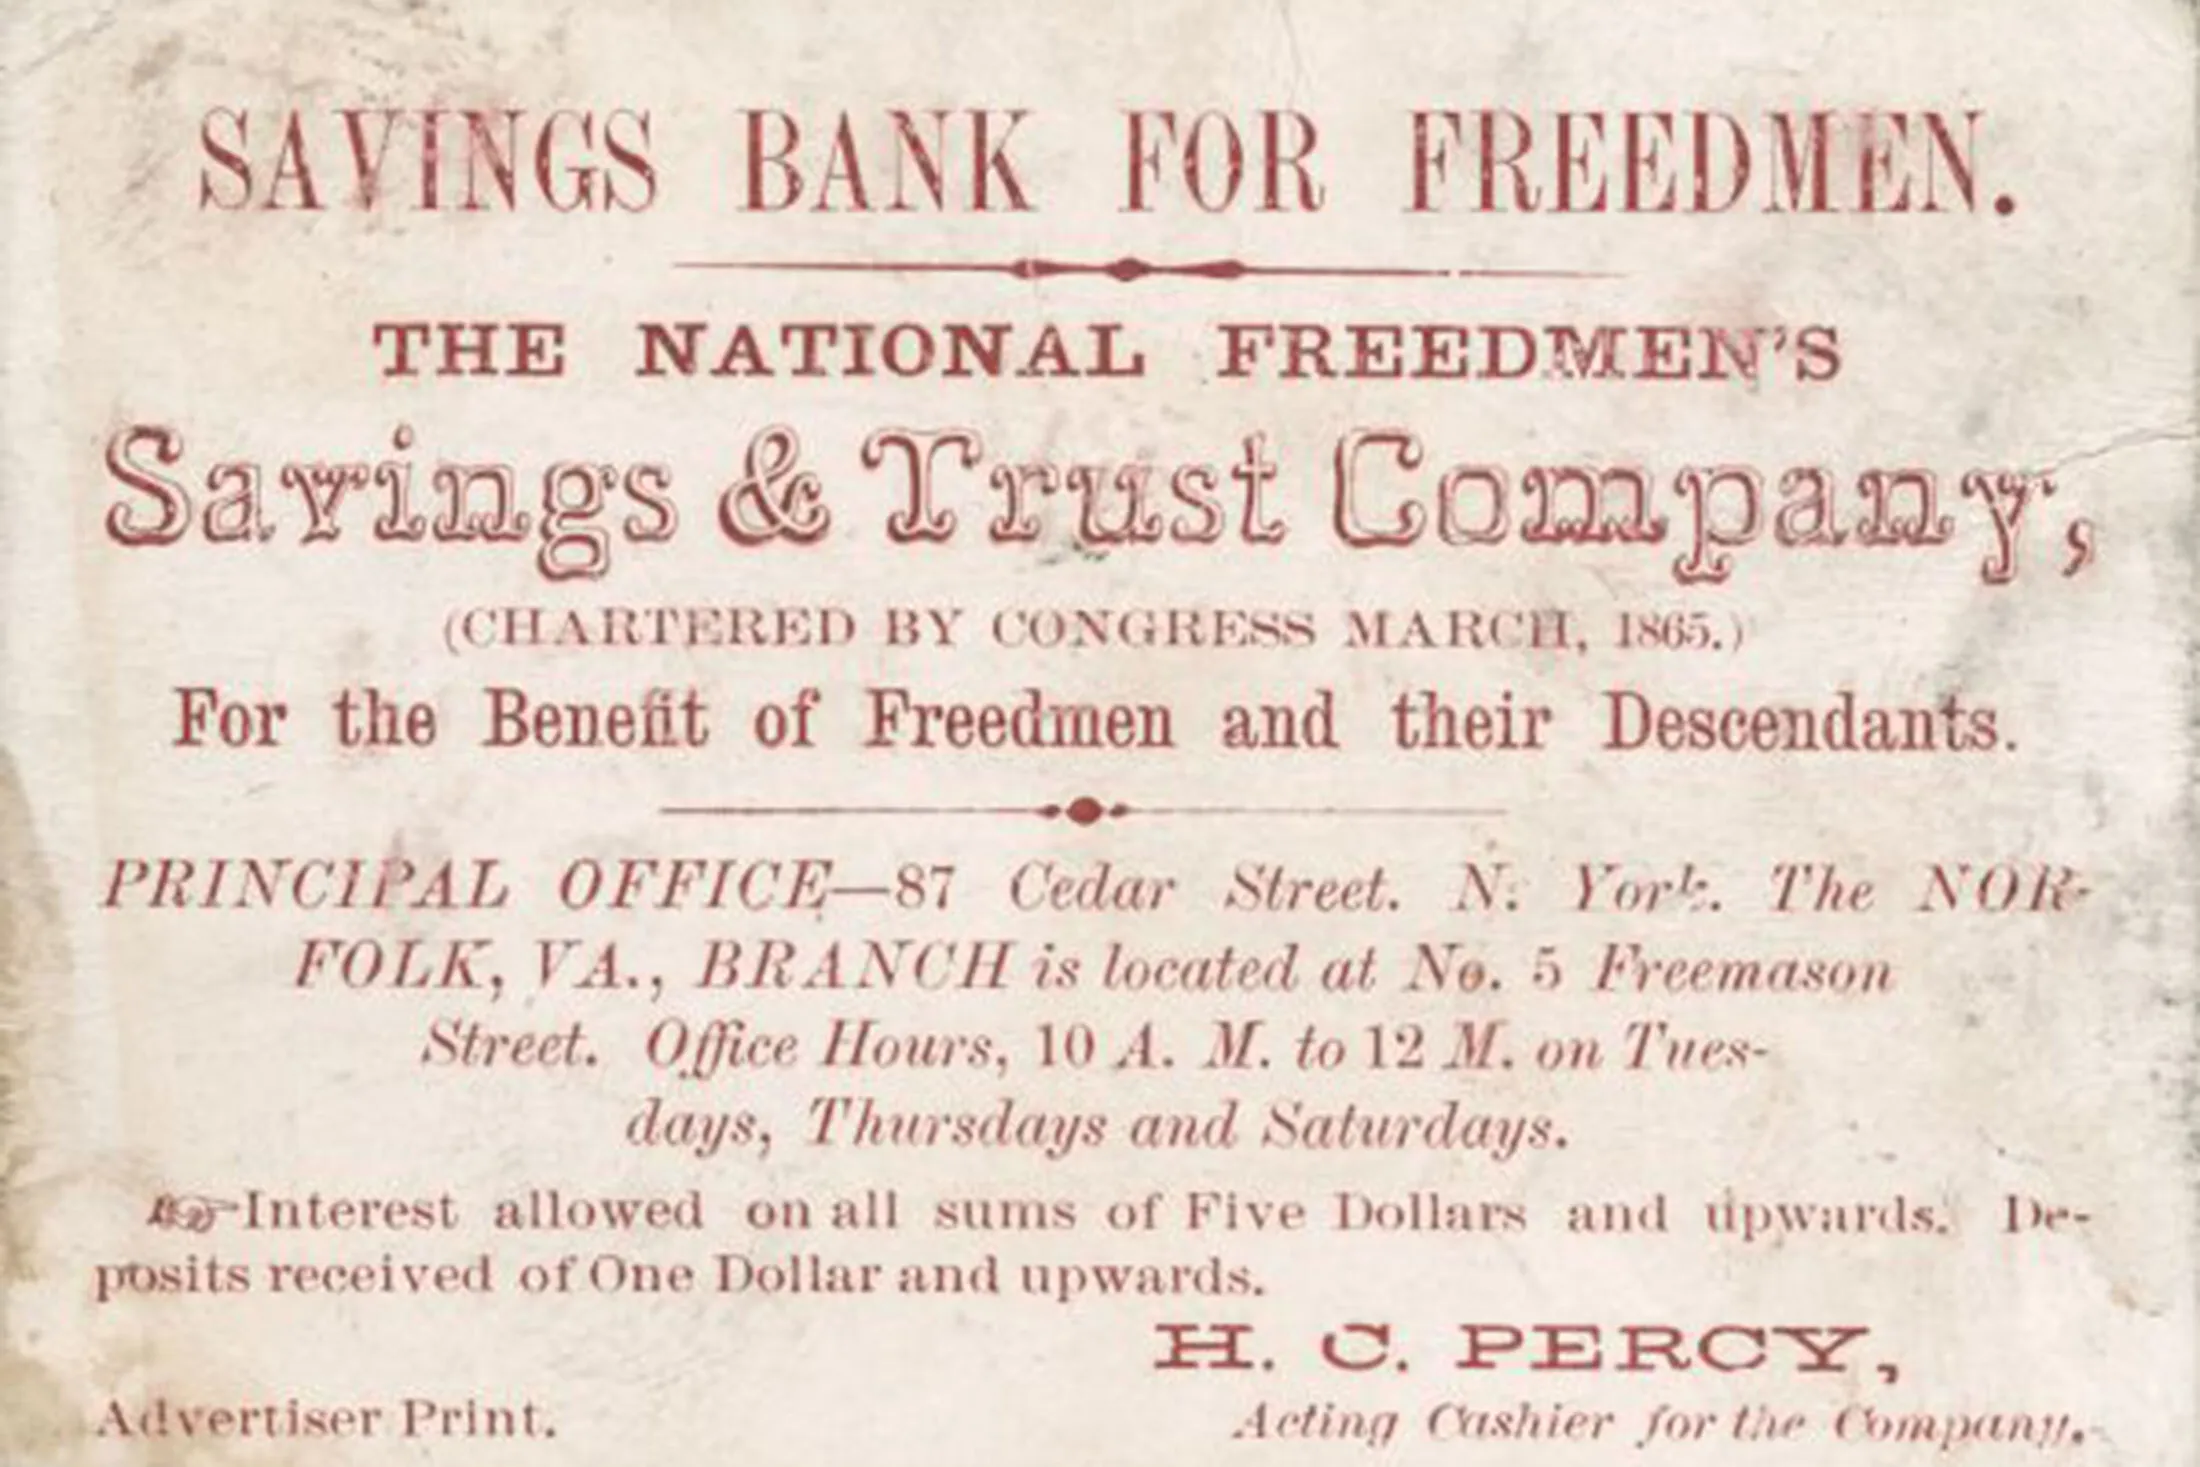 SAVINGS BANK FOR FREEDMEN.
THE NATIONAL FREEDMEN'S
Savings & Trust Company,
(CHARTERED BY CONGRESS MARCH, 1865.)
For the Benefit of Freedmen and their Descendants.
PRINCIPAL OFFICE—87 Cedar Street. N. York. The NOR-
FOLK, VA., BRANCH is located at No. 5 Freemason
Street. Office Hours, 10 A. M. to 12 M. on Tues-
days, Thursdays and Saturdays.
☞Interest allowed on all sums of Five Dollars and upwards. De-
posits received of One Dollar and upwards.
H. C. PERCY,
Advertiser Print. Acting Cashier for the Company.